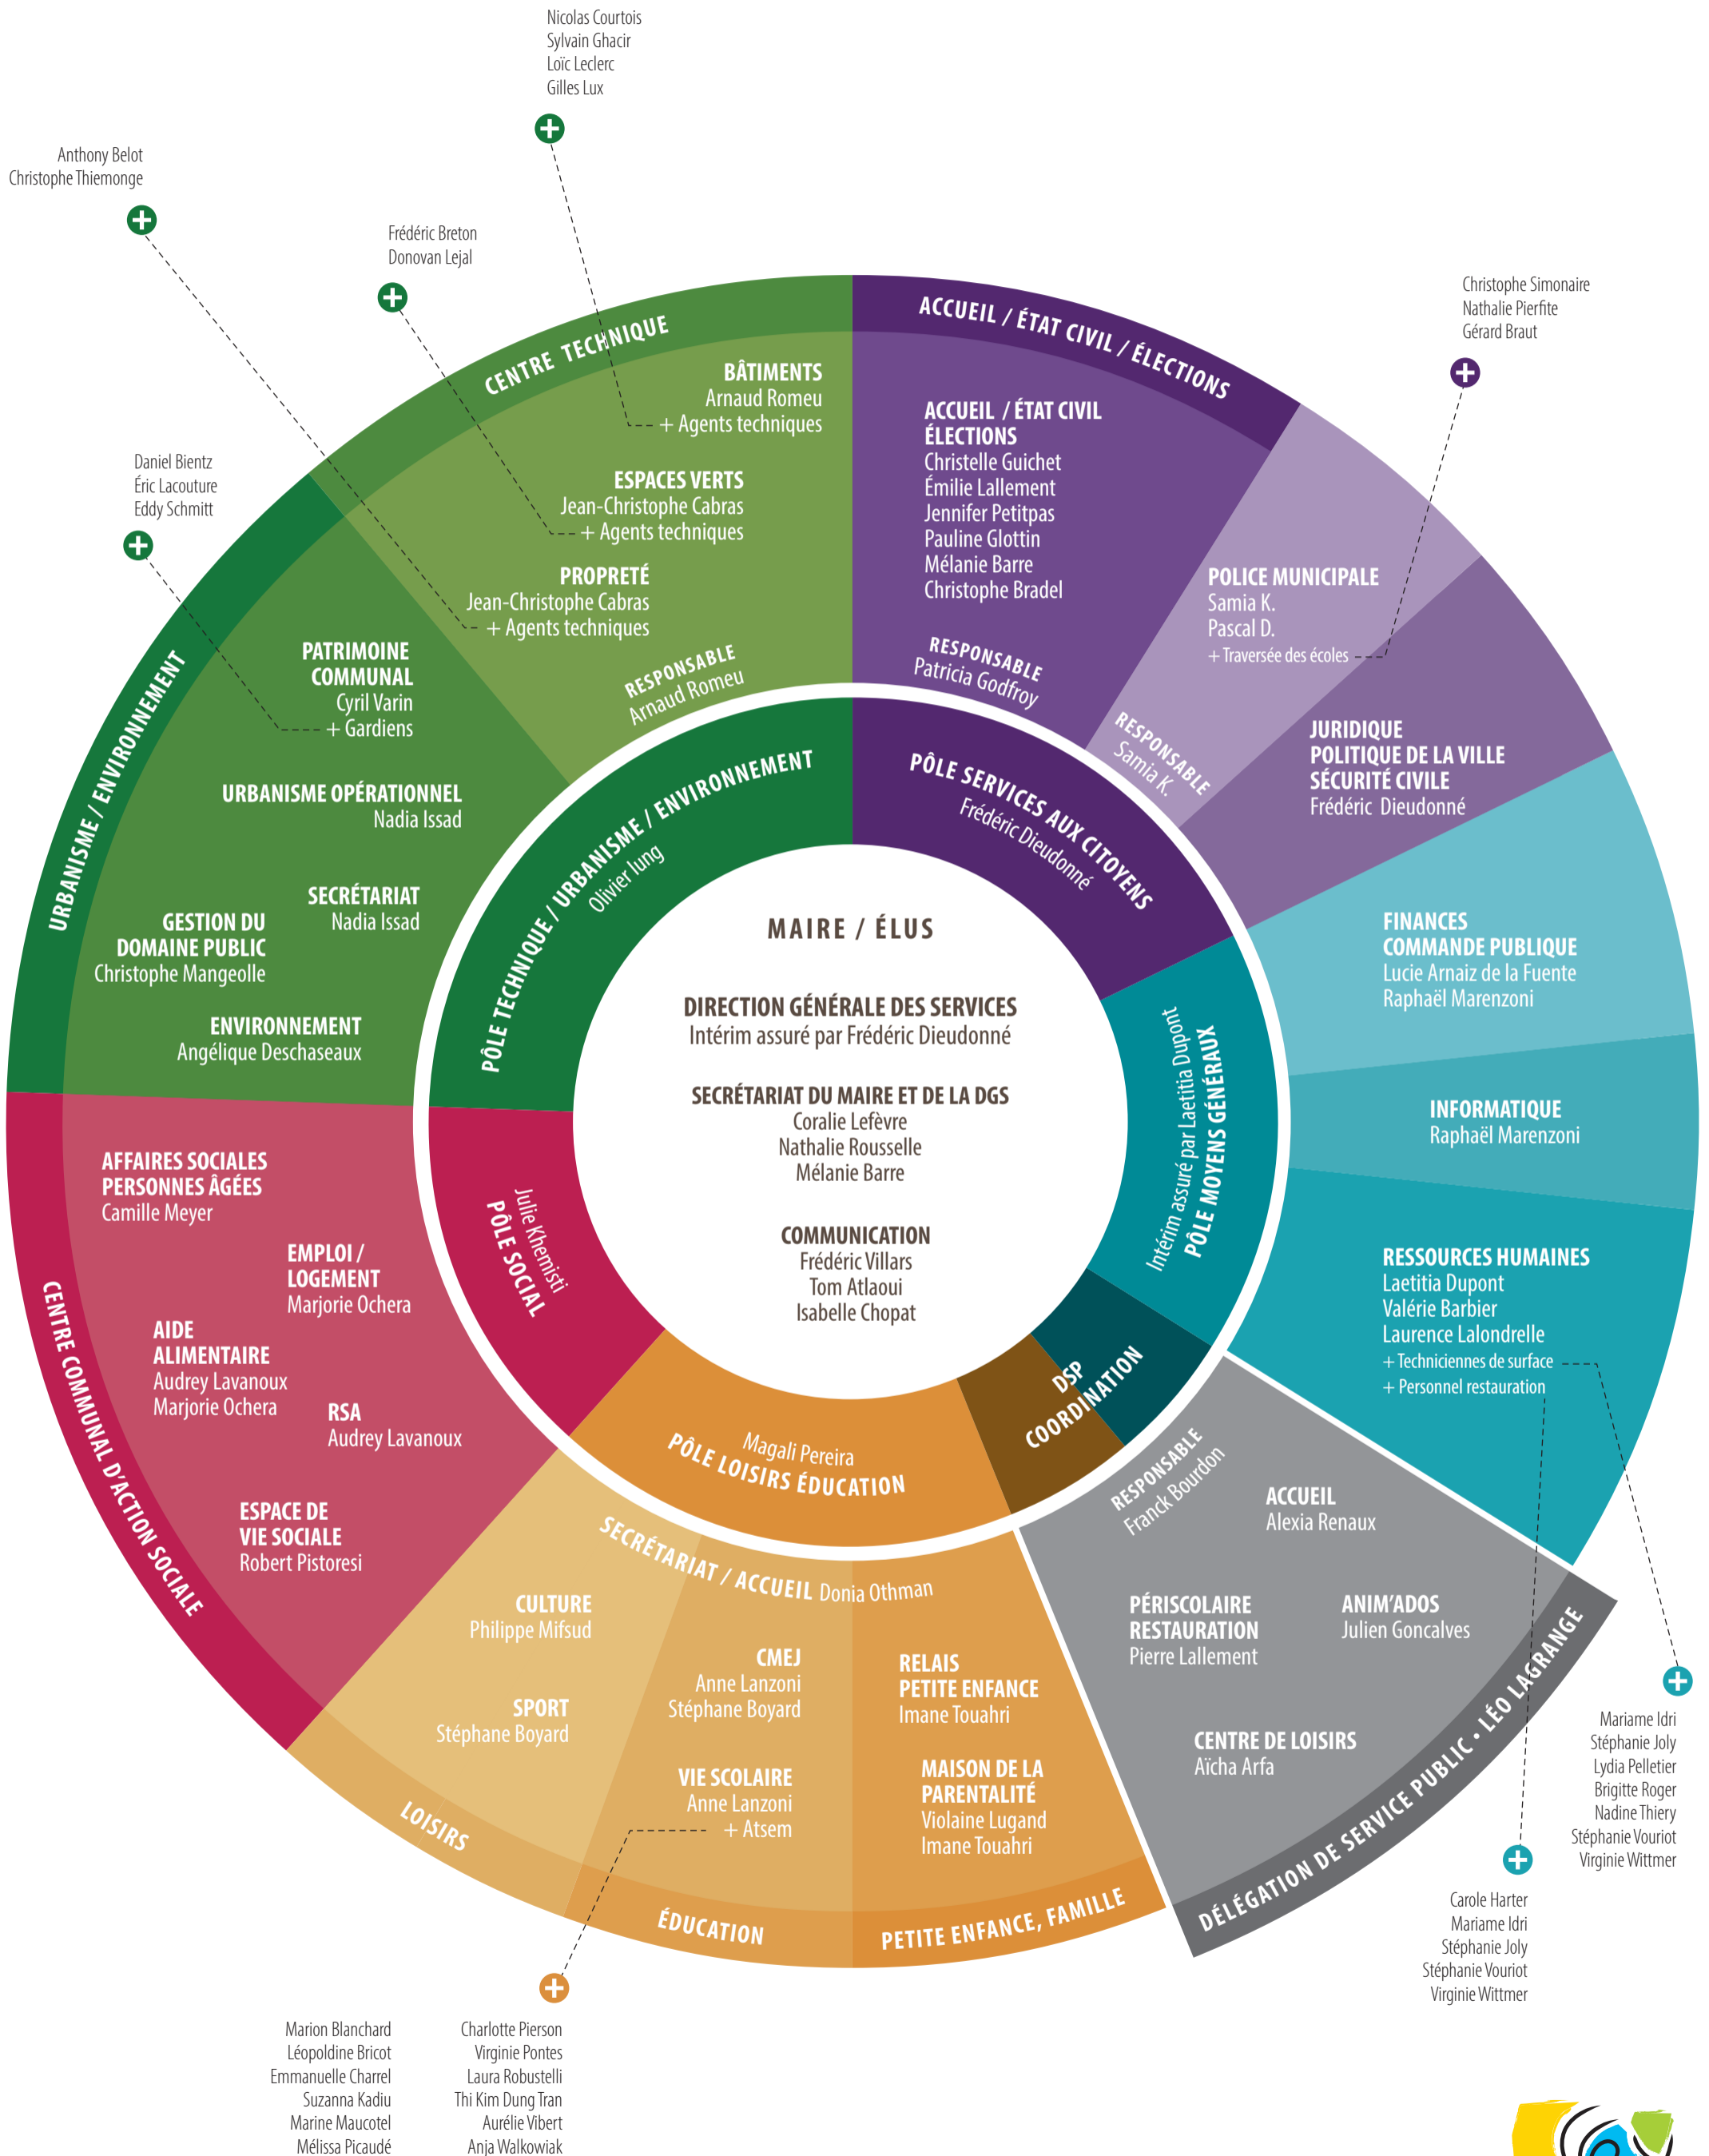 Nicolas Courtois
Sylvain Ghacir
Loïc Leclerc
Gilles Lux
Anthony Belot
Christophe Thiemonge
Frédéric Breton
Donovan Lejal
Daniel Bientz
Éric Lacouture
Eddy Schmitt
Christophe Simonaire
Nathalie Pierfite
Gérard Braut
CENTRE TECHNIQUE
BÂTIMENTS
Arnaud Romeu
+ Agents techniques
ESPACES VERTS
Jean-Christophe Cabras
+ Agents techniques
PROPRETÉ
Jean-Christophe Cabras
+ Agents techniques
RESPONSABLE
Arnaud Romeu
ACCUEIL / ÉTAT CIVIL / ÉLECTIONS
ACCUEIL / ÉTAT CIVIL
ÉLECTIONS
Christelle Guichet
Émilie Lallement
Jennifer Petitpas
Pauline Glottin
Mélanie Barre
Christophe Bradel
RESPONSABLE
Patricia Godfroy
POLICE MUNICIPALE
Samia K.
Pascal D.
+ Traversée des écoles
RESPONSABLE
Samia K.
JURIDIQUE
POLITIQUE DE LA VILLE
SÉCURITÉ CIVILE
Frédéric Dieudonné
URBANISME / ENVIRONNEMENT
PATRIMOINE
COMMUNAL
Cyril Varin
+ Gardiens
URBANISME OPÉRATIONNEL
Nadia Issad
SECRÉTARIAT
Nadia Issad
GESTION DU
DOMAINE PUBLIC
Christophe Mangeolle
ENVIRONNEMENT
Angélique Deschaseaux
PÔLE TECHNIQUE / URBANISME / ENVIRONNEMENT
Olivier Iung
PÔLE SERVICES AUX CITOYENS
Frédéric Dieudonné
MAIRE / ÉLUS
DIRECTION GÉNÉRALE DES SERVICES
Intérim assuré par Frédéric Dieudonné
SECRÉTARIAT DU MAIRE ET DE LA DGS
Coralie Lefèvre
Nathalie Rousselle
Mélanie Barre
COMMUNICATION
Frédéric Villars
Tom Atlaoui
Isabelle Chopat
Intérim assuré par Laetitia Dupont
PÔLE MOYENS GÉNÉRAUX
FINANCES
COMMANDE PUBLIQUE
Lucie Arnaiz de la Fuente
Raphaël Marenzoni
INFORMATIQUE
Raphaël Marenzoni
RESSOURCES HUMAINES
Laetitia Dupont
Valérie Barbier
Laurence Lalondrelle
+ Techniciennes de surface
+ Personnel restauration
CENTRE COMMUNAL D'ACTION SOCIALE
AFFAIRES SOCIALES
PERSONNES ÂGÉES
Camille Meyer
EMPLOI /
LOGEMENT
Marjorie Ochera
AIDE
ALIMENTAIRE
Audrey Lavanoux
Marjorie Ochera
RSA
Audrey Lavanoux
ESPACE DE
VIE SOCIALE
Robert Pistoresi
Julie Khemisti
PÔLE SOCIAL
Magali Pereira
PÔLE LOISIRS ÉDUCATION
DSP
COORDINATION
SECRÉTARIAT / ACCUEIL Donia Othman
CULTURE
Philippe Mifsud
SPORT
Stéphane Boyard
LOISIRS
CMEJ
Anne Lanzoni
Stéphane Boyard
VIE SCOLAIRE
Anne Lanzoni
+ Atsem
ÉDUCATION
RELAIS
PETITE ENFANCE
Imane Touahri
MAISON DE LA
PARENTALITÉ
Violaine Lugand
Imane Touahri
PETITE ENFANCE, FAMILLE
RESPONSABLE
Franck Bourdon
ACCUEIL
Alexia Renaux
PÉRISCOLAIRE
RESTAURATION
Pierre Lallement
ANIM'ADOS
Julien Goncalves
CENTRE DE LOISIRS
Aïcha Arfa
DÉLÉGATION DE SERVICE PUBLIC • LÉO LAGRANGE
Mariame Idri
Stéphanie Joly
Lydia Pelletier
Brigitte Roger
Nadine Thiery
Stéphanie Vouriot
Virginie Wittmer
Carole Harter
Mariame Idri
Stéphanie Joly
Stéphanie Vouriot
Virginie Wittmer
Marion Blanchard
Léopoldine Bricot
Emmanuelle Charrel
Suzanna Kadiu
Marine Maucotel
Mélissa Picaudé
Charlotte Pierson
Virginie Pontes
Laura Robustelli
Thi Kim Dung Tran
Aurélie Vibert
Anja Walkowiak